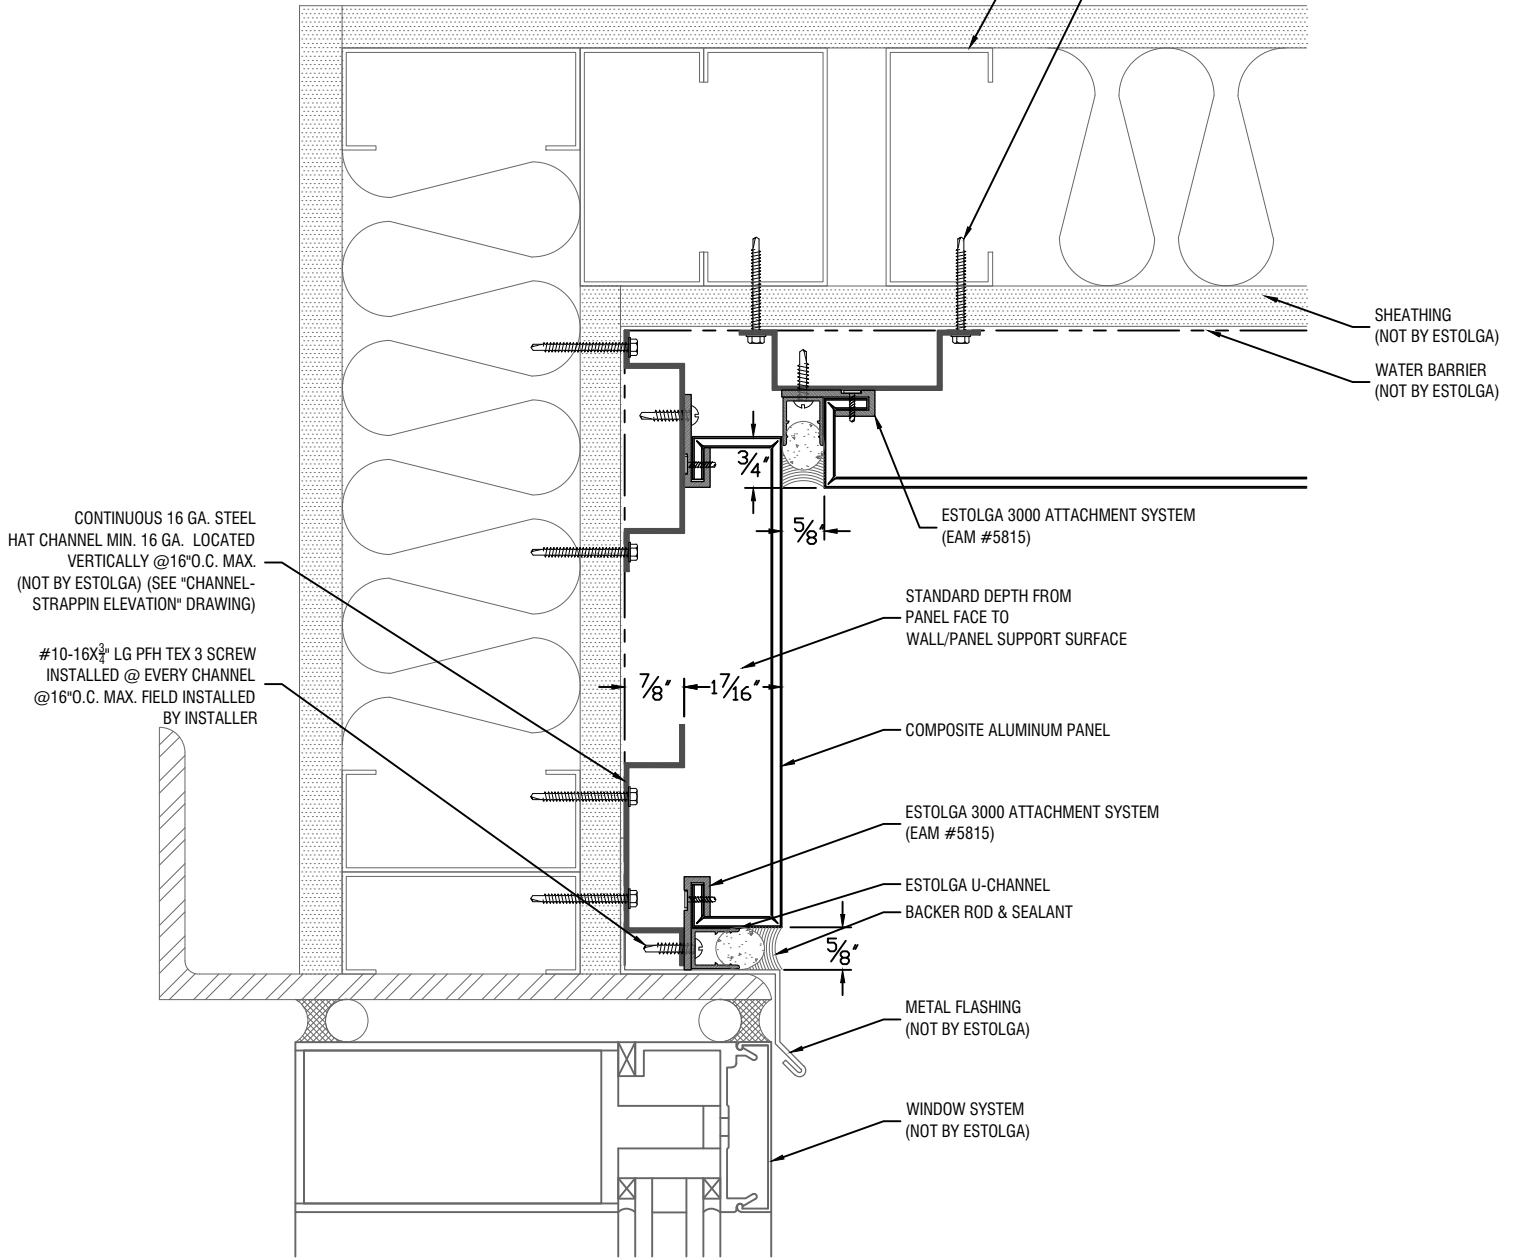 SHEATHING
(NOT BY ESTOLGA)
WATER BARRIER
(NOT BY ESTOLGA)
3/4"
5/8"
ESTOLGA 3000 ATTACHMENT SYSTEM
(EAM #5815)
CONTINUOUS 16 GA. STEEL
HAT CHANNEL MIN. 16 GA. LOCATED
VERTICALLY @16"O.C. MAX.
(NOT BY ESTOLGA) (SEE "CHANNEL-
STRAPPIN ELEVATION" DRAWING)
STANDARD DEPTH FROM
PANEL FACE TO
WALL/PANEL SUPPORT SURFACE
#10-16X3/4" LG PFH TEX 3 SCREW
INSTALLED @ EVERY CHANNEL
@16"O.C. MAX. FIELD INSTALLED
BY INSTALLER
7/8"
1 7/16"
COMPOSITE ALUMINUM PANEL
ESTOLGA 3000 ATTACHMENT SYSTEM
(EAM #5815)
ESTOLGA U-CHANNEL
BACKER ROD & SEALANT
5/8"
METAL FLASHING
(NOT BY ESTOLGA)
WINDOW SYSTEM
(NOT BY ESTOLGA)